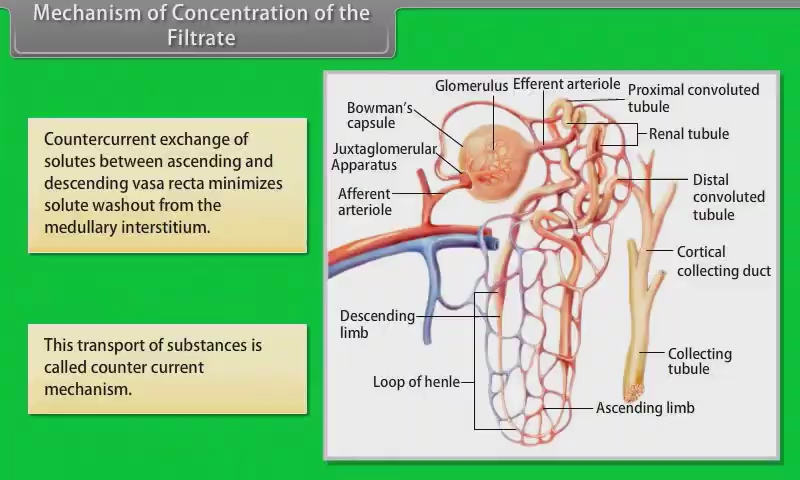 Mechanism of Concentration of the
Filtrate
Countercurrent exchange of
solutes between ascending and
descending vasa recta minimizes
solute washout from the
medullary interstitium.
This transport of substances is
called counter current
mechanism.
Glomerulus
Efferent arteriole
Proximal convoluted
tubule
Bowman's
capsule
Renal tubule
Juxtaglomerular
Apparatus
Afferent
arteriole
Distal
convoluted
tubule
Cortical
collecting duct
Descending
limb
Collecting
tubule
Loop of henle
Ascending limb